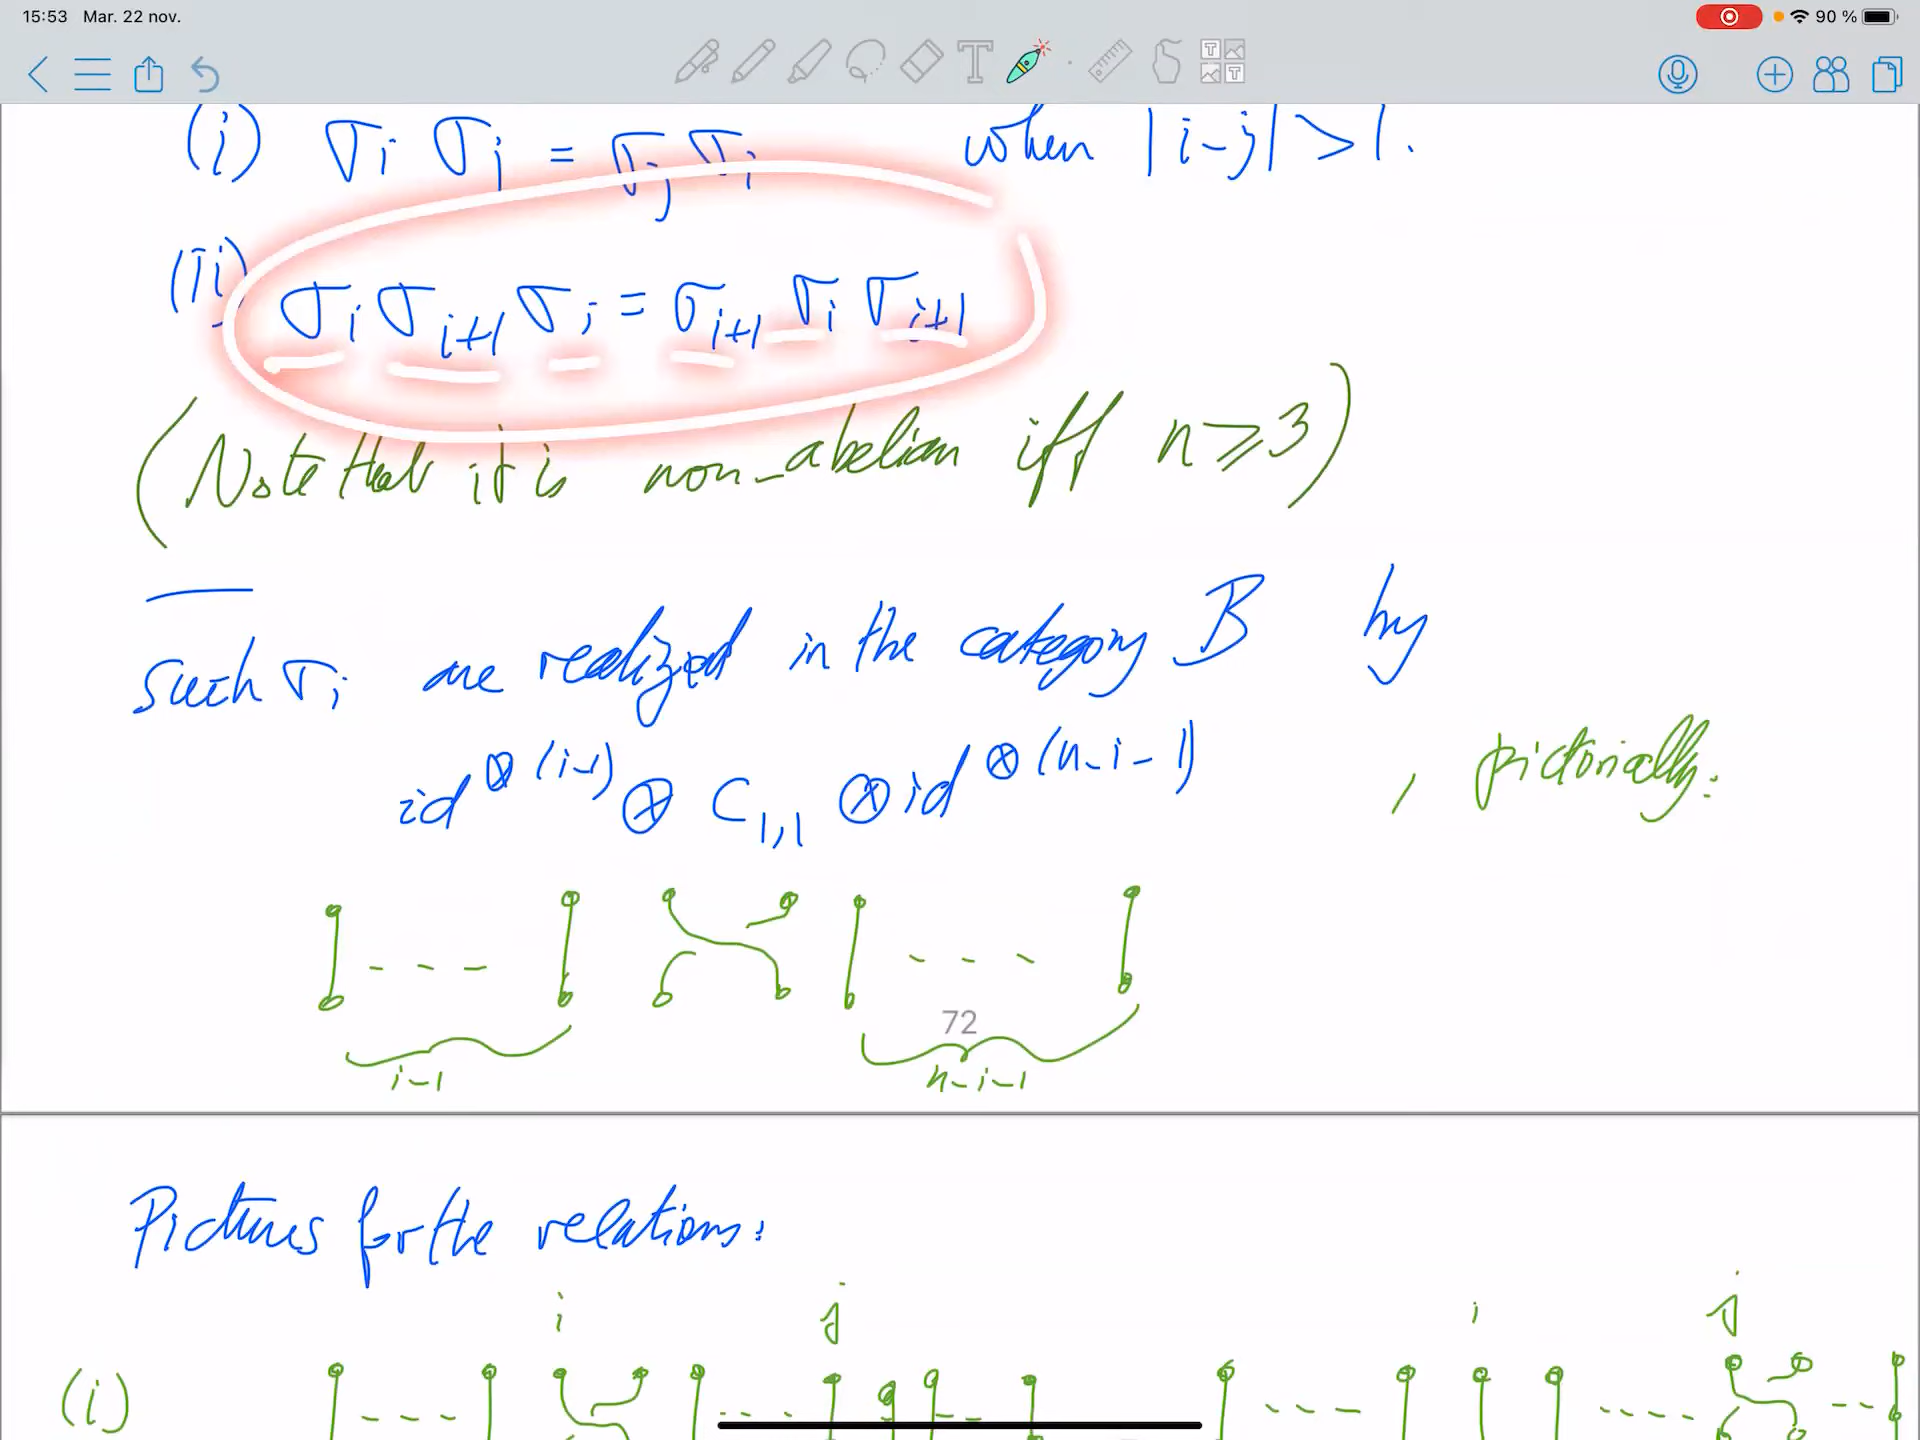 15:53 Mar. 22 nov. 90 %
(i) σi σj = σj σi when |i-j| > 1.
(ii) σi σi+1 σi = σi+1 σi σi+1
(Note that it is non-abelian iff n ≥ 3)
such σi are realized in the category B by
id⊗(i-1) ⊗ C1,1 ⊗ id⊗(n-i-1) , pictorially:
72
i-1 n-i-1
Pictures for the relations:
i j i j
(i)